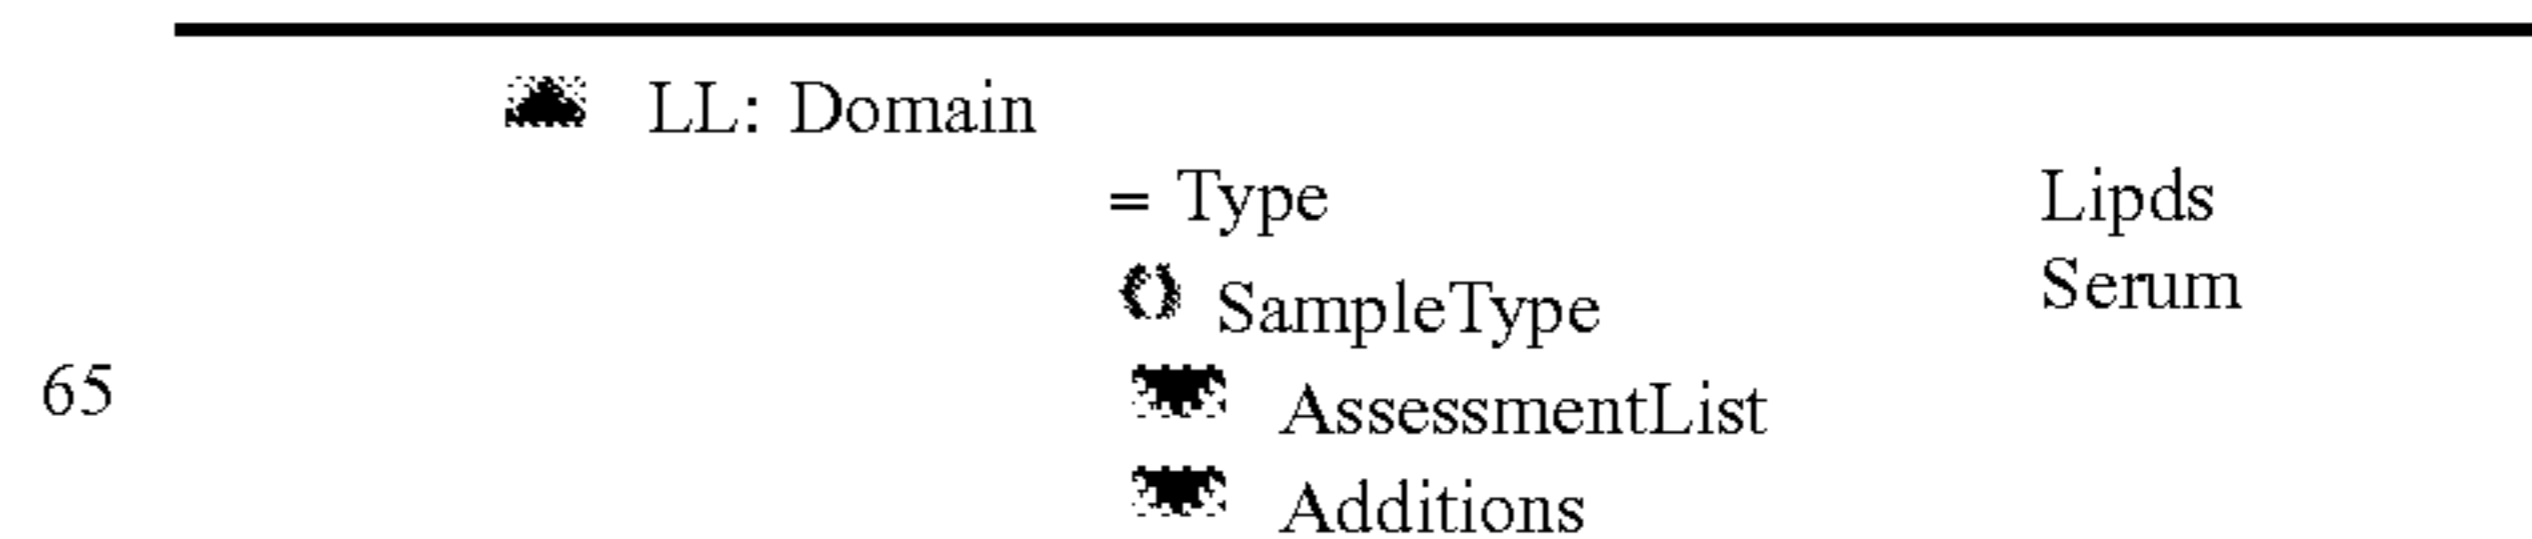 LL: Domain
= Type Lipds
() SampleType Serum
65 AssessmentList
Additions